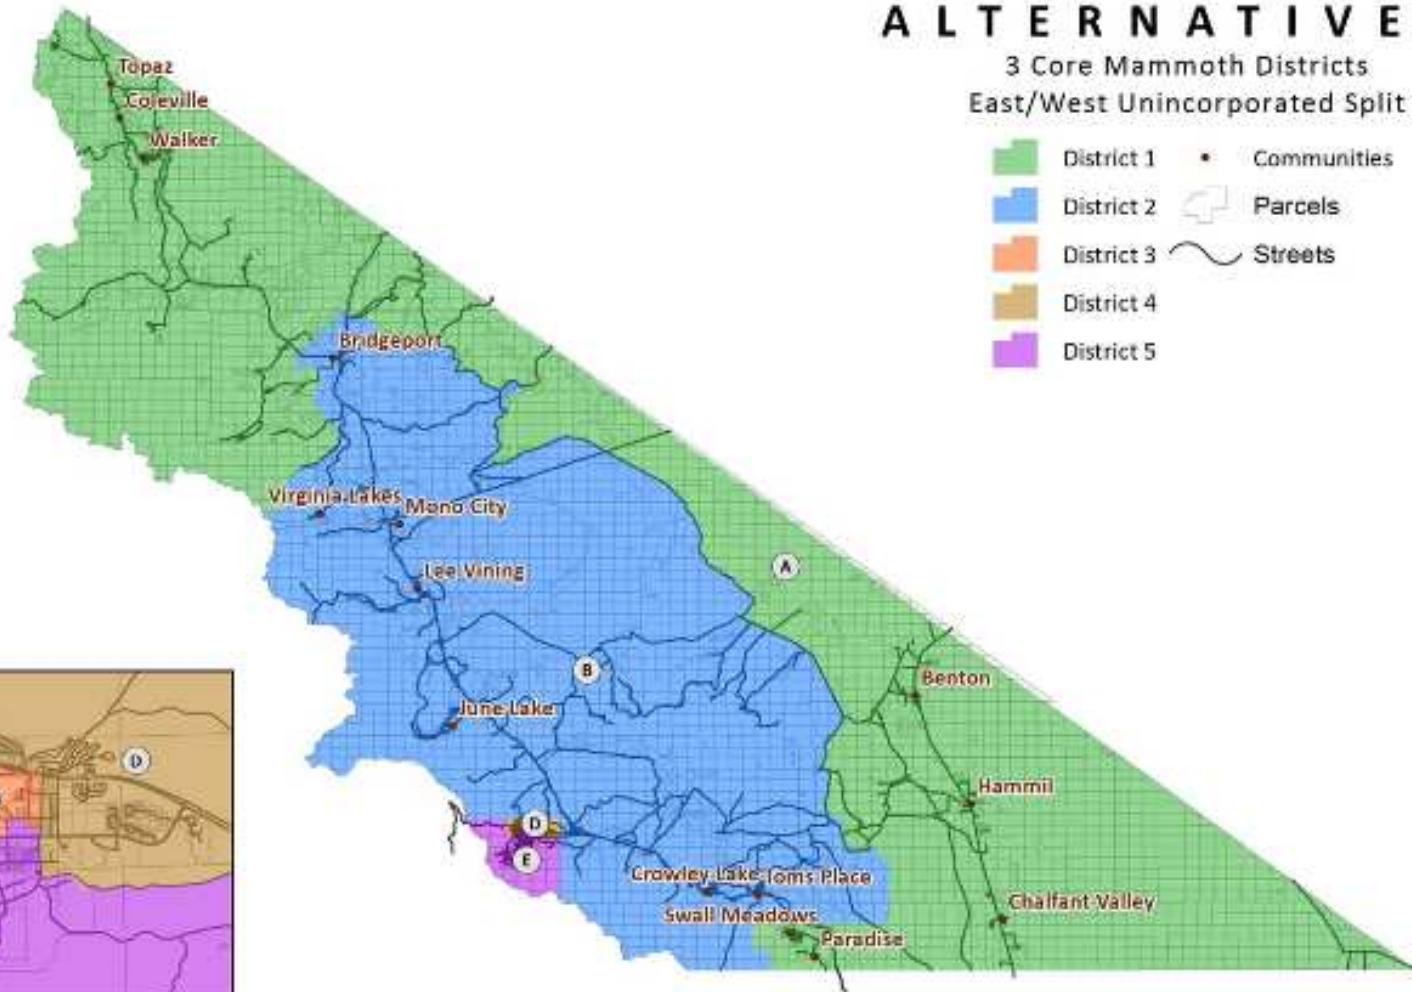 ALTERNATIVE
3 Core Mammoth Districts
East/West Unincorporated Split
District 1
Communities
District 2
Parcels
District 3
Streets
District 4
District 5
Topaz
Coleville
Walker
Bridgeport
Virginia Lakes
Mono City
Lee Vining
A
B
Benton
June Lake
D
Hammil
D
E
Crowley Lake
Toms Place
Chalfant Valley
Swall Meadows
Paradise